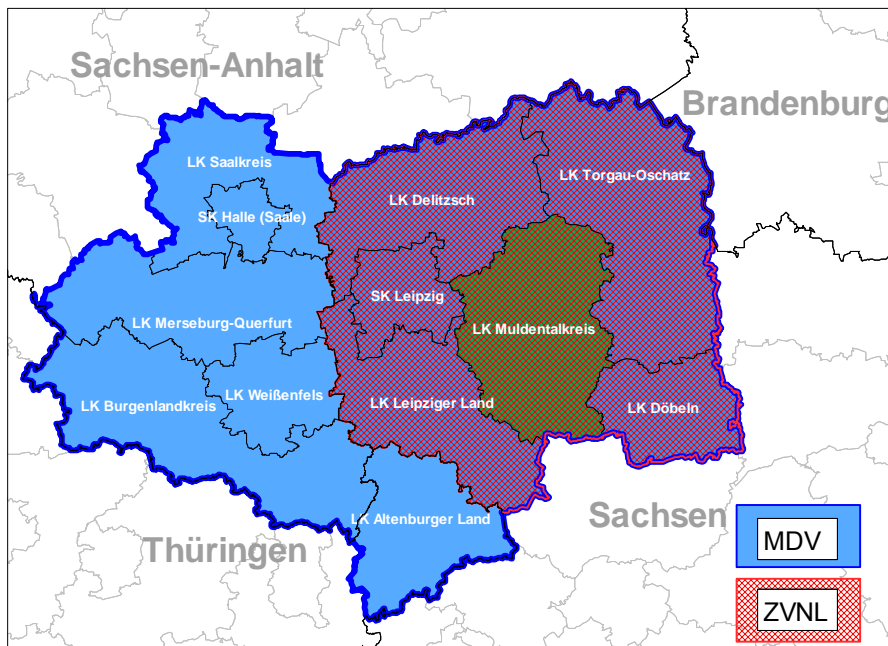 Sachsen-Anhalt
Brandenburg
LK Saalkreis
LK Torgau-Oschatz
LK Delitzsch
SK Halle (Saale)
SK Leipzig
LK Merseburg-Querfurt
LK Muldentalkreis
LK Weißenfels
LK Burgenlandkreis
LK Leipziger Land
LK Döbeln
Sachsen
LK Altenburger Land
Thüringen
MDV
ZVNL